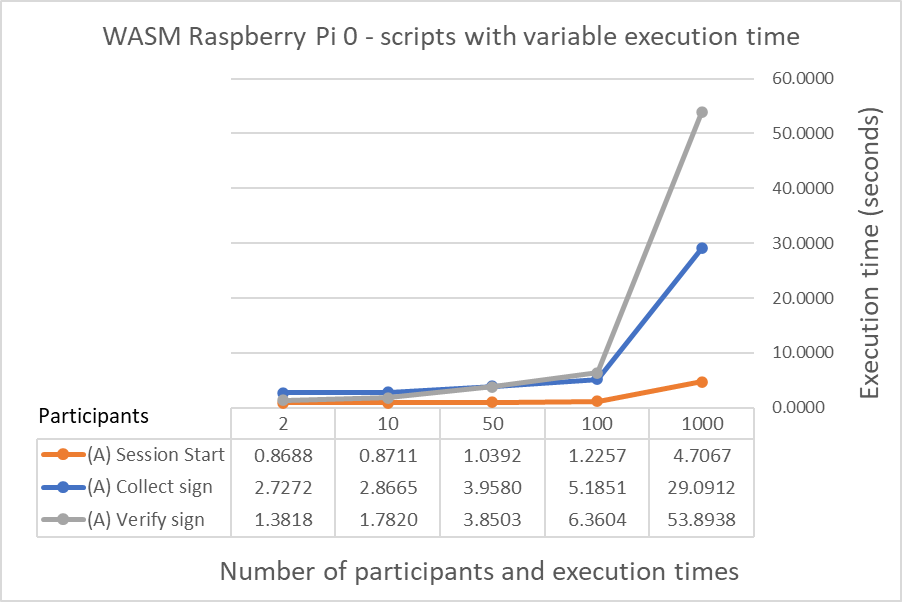 WASM Raspberry Pi 0 - scripts with variable execution time
60.0000
50.0000
40.0000
30.0000
20.0000
10.0000
0.0000
Execution time (seconds)
Participants
2 10 50 100 1000
(A) Session Start 0.8688 0.8711 1.0392 1.2257 4.7067
(A) Collect sign 2.7272 2.8665 3.9580 5.1851 29.0912
(A) Verify sign 1.3818 1.7820 3.8503 6.3604 53.8938
Number of participants and execution times